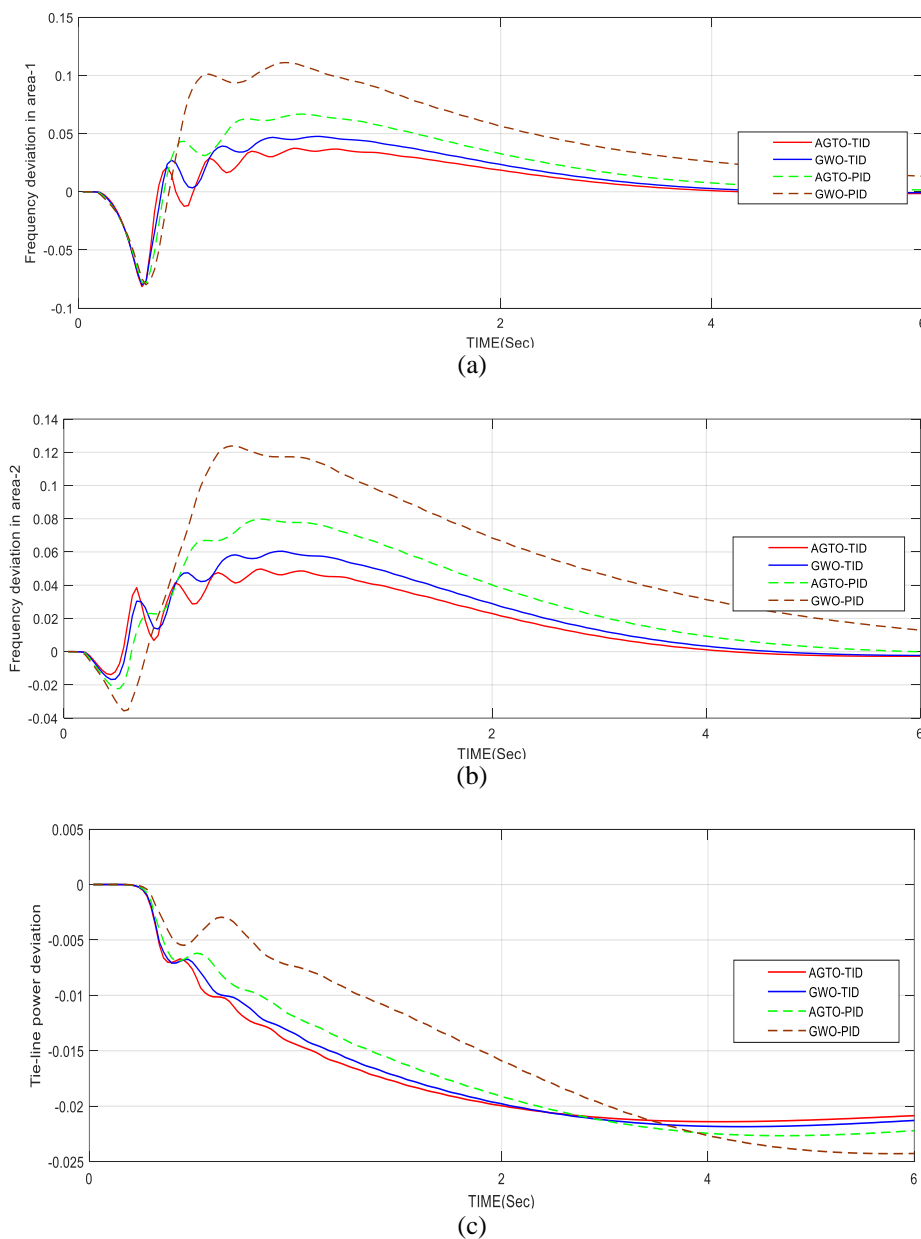 0.15
0.1
0.05
0
-0.05
-0.1
Frequency deviation in area-1
AGTO-TID
GWO-TID
AGTO-PID
GWO-PID
0
2
4
6
TIME(Sec)
(a)
0.14
0.12
0.1
0.08
0.06
0.04
0.02
0
-0.02
-0.04
Frequency deviation in area-2
AGTO-TID
GWO-TID
AGTO-PID
GWO-PID
0
2
4
6
TIME(Sec)
(b)
0.005
0
-0.005
-0.01
-0.015
-0.02
-0.025
Tie-line power deviation
AGTO-TID
GWO-TID
AGTO-PID
GWO-PID
0
2
4
6
TIME(Sec)
(c)